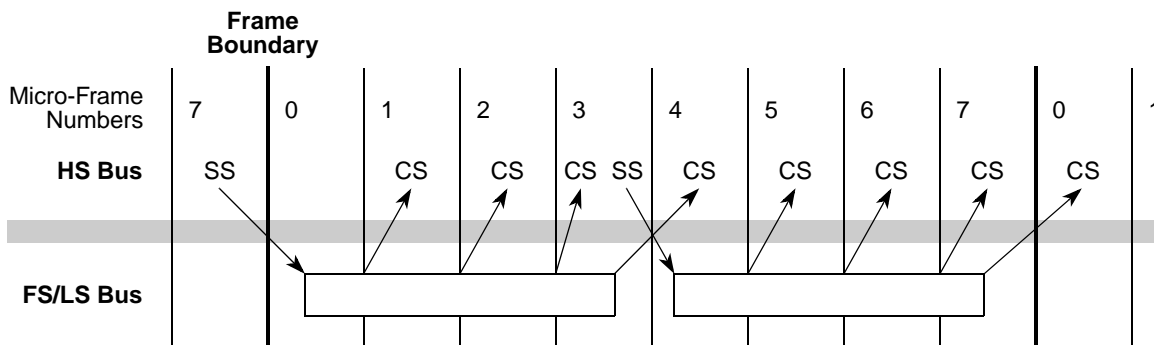 Frame
Boundary
Micro-Frame
Numbers
7 0 1 2 3 4 5 6 7 0 1
HS Bus SS CS CS CS SS CS CS CS CS CS
FS/LS Bus